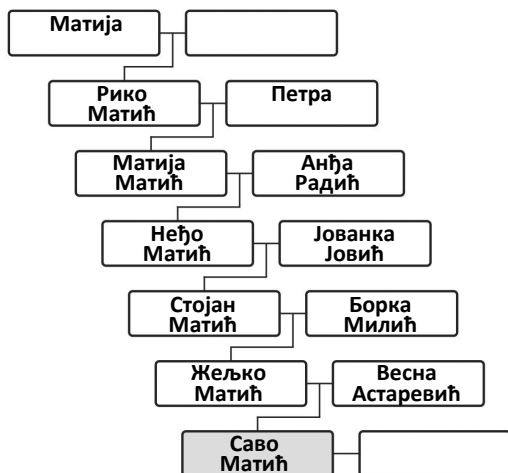 Матија
Рико
Матић
Петра
Матија
Матић
Анђа
Радић
Неђо
Матић
Јованка
Јовић
Стојан
Матић
Борка
Милић
Жељко
Матић
Весна
Астаревић
Саво
Матић